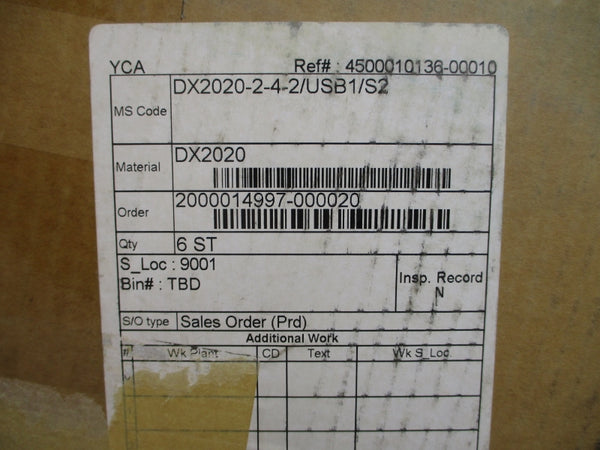 YCA Ref# : 4500010136-00010
MS Code DX2020-2-4-2/USB1/S2
Material DX2020
Order 2000014997-000020
Qty 6 ST
S_Loc : 9001
Bin# : TBD
Insp. Record
N
S/O type Sales Order (Prd)
Additional Work
# Wk Plant CD Text Wk S_Loc